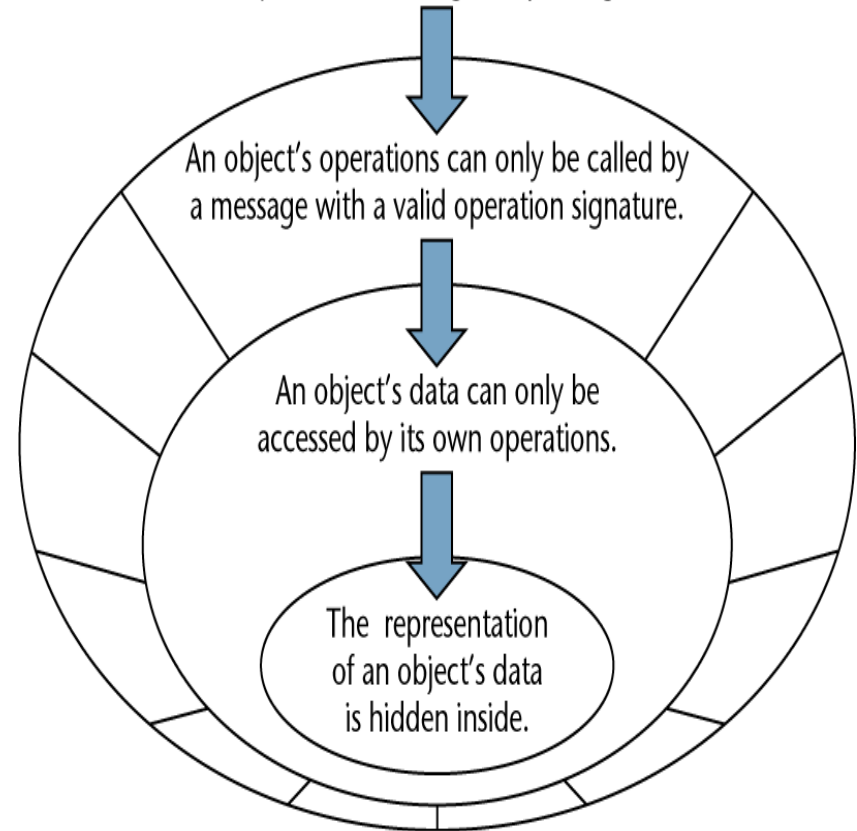 An object's operations can only be called by
a message with a valid operation signature.
An object's data can only be
accessed by its own operations.
The representation
of an object's data
is hidden inside.